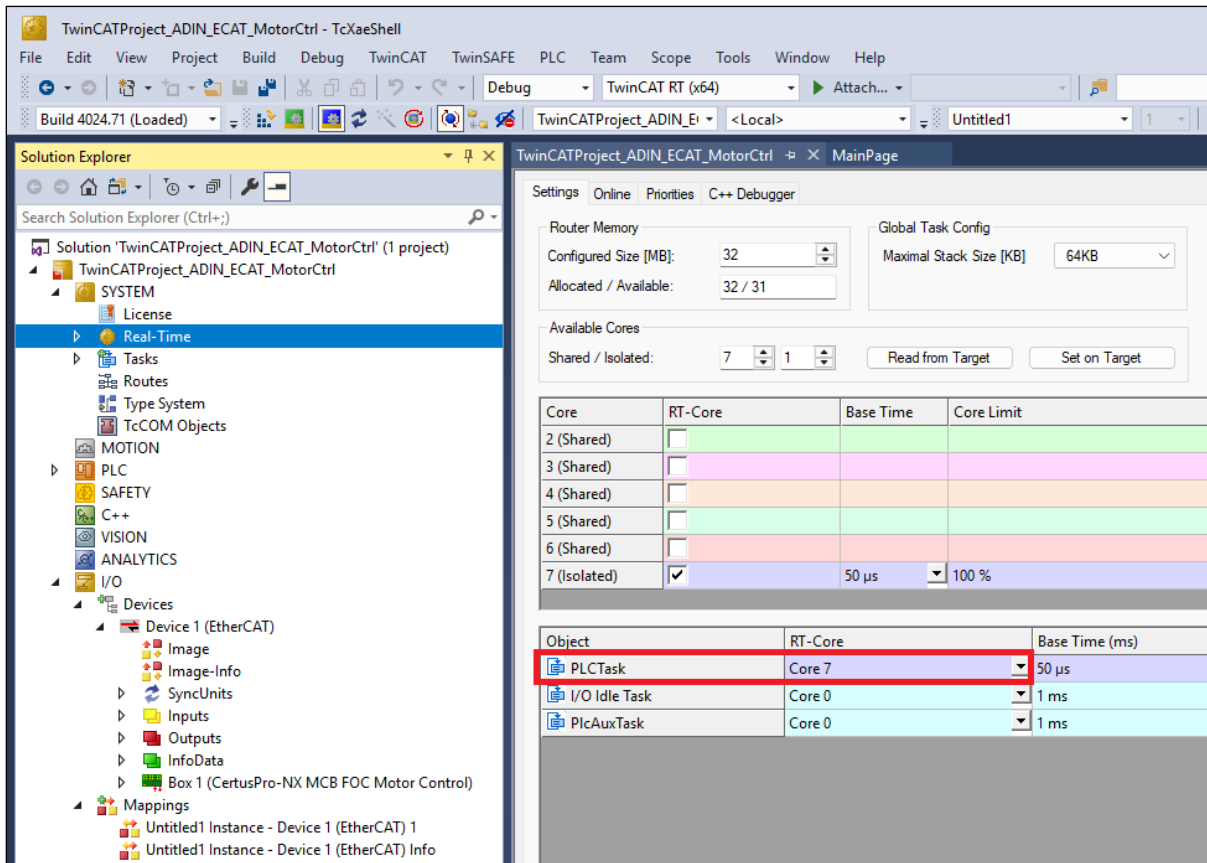 TwinCATProject_ADIN_ECAT_MotorCtrl - TcXaeShell
File Edit View Project Build Debug TwinCAT TwinSAFE PLC Team Scope Tools Window Help
Debug TwinCAT RT (x64) Attach...
Build 4024.71 (Loaded) TwinCATProject_ADIN_E <Local> Untitled1 1
Solution Explorer
Search Solution Explorer (Ctrl+;)
Solution 'TwinCATProject_ADIN_ECAT_MotorCtrl' (1 project)
TwinCATProject_ADIN_ECAT_MotorCtrl
SYSTEM
License
Real-Time
Tasks
Routes
Type System
TcCOM Objects
MOTION
PLC
SAFETY
C++
VISION
ANALYTICS
I/O
Devices
Device 1 (EtherCAT)
Image
Image-Info
SyncUnits
Inputs
Outputs
InfoData
Box 1 (CertusPro-NX MCB FOC Motor Control)
Mappings
Untitled1 Instance - Device 1 (EtherCAT) 1
Untitled1 Instance - Device 1 (EtherCAT) Info
TwinCATProject_ADIN_ECAT_MotorCtrl MainPage
Settings Online Priorities C++ Debugger
Router Memory
Configured Size [MB]: 32
Allocated / Available: 32 / 31
Global Task Config
Maximal Stack Size [KB] 64KB
Available Cores
Shared / Isolated: 7 1 Read from Target Set on Target
Core RT-Core Base Time Core Limit
2 (Shared)
3 (Shared)
4 (Shared)
5 (Shared)
6 (Shared)
7 (Isolated) 50 µs 100 %
Object RT-Core Base Time (ms)
PLCTask Core 7 50 µs
I/O Idle Task Core 0 1 ms
PlcAuxTask Core 0 1 ms